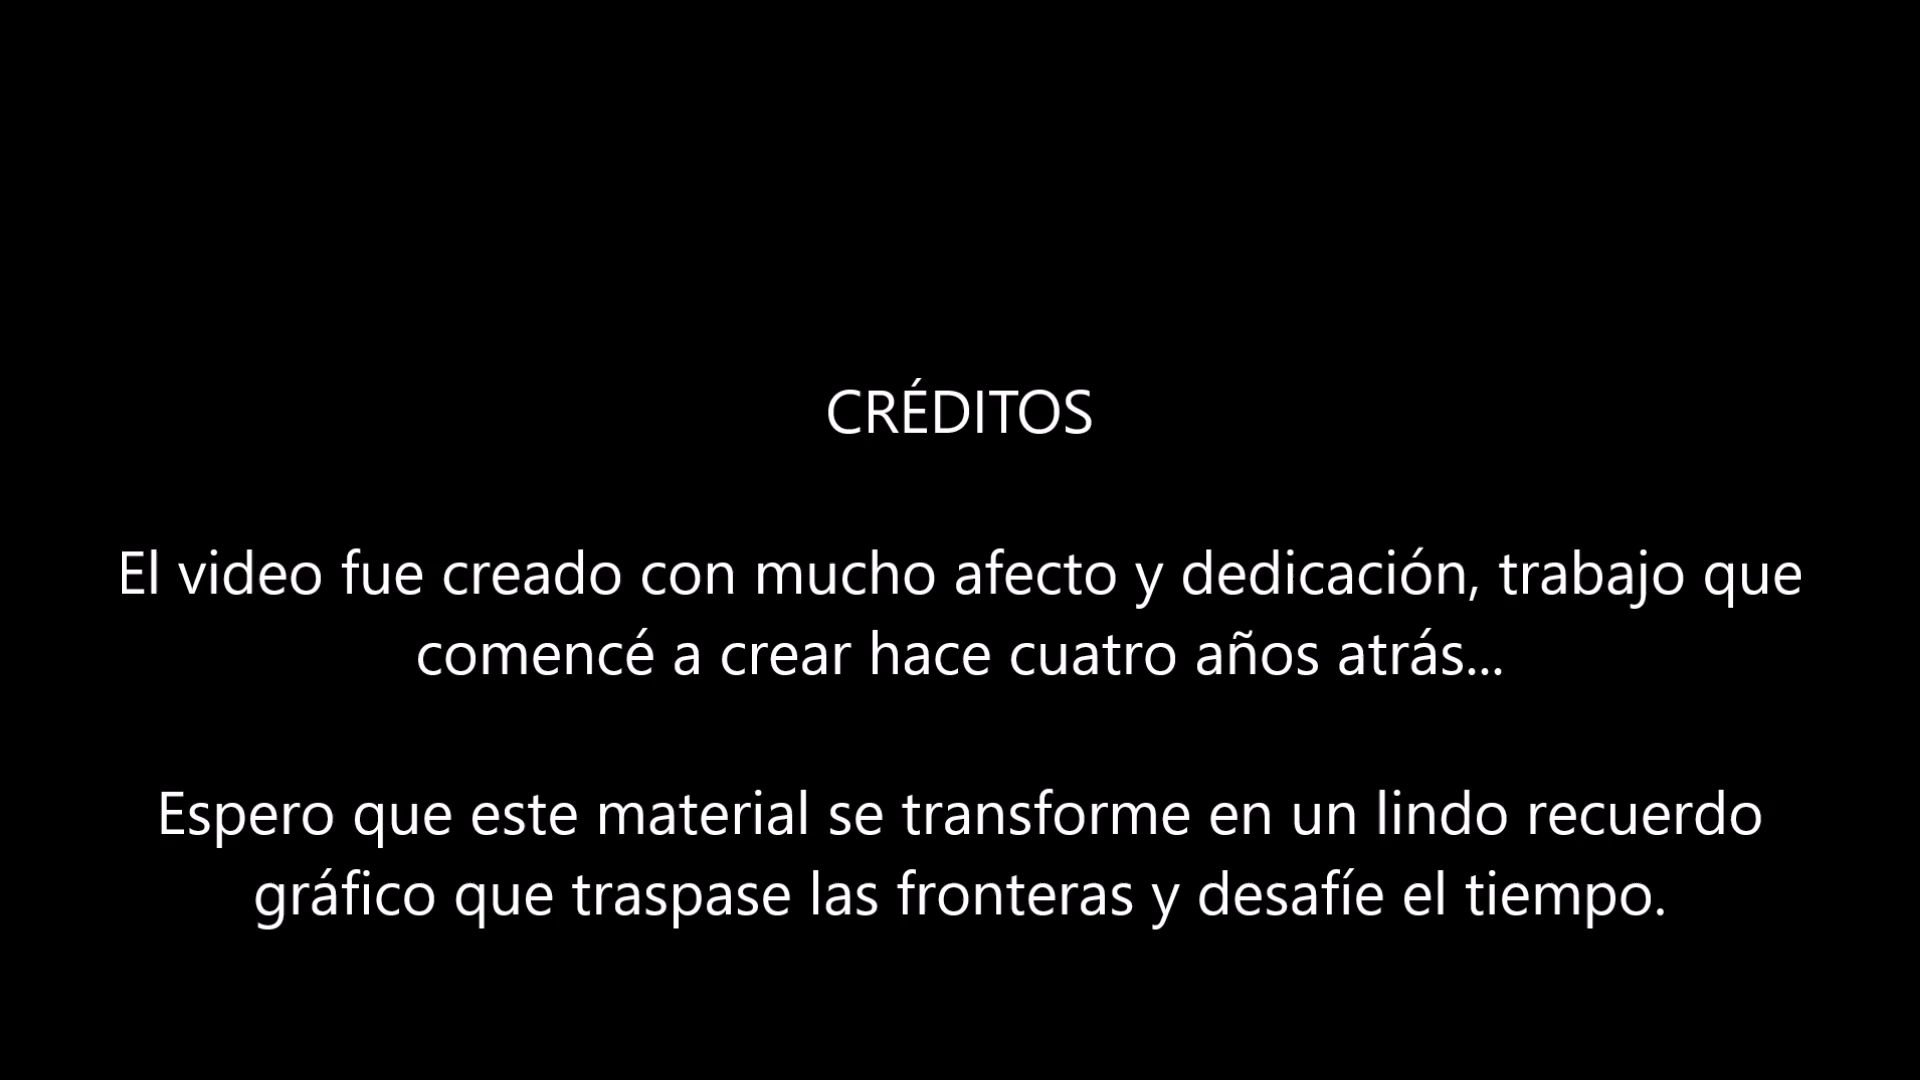 CRÉDITOS
El video fue creado con mucho afecto y dedicación, trabajo que
comencé a crear hace cuatro años atrás...
Espero que este material se transforme en un lindo recuerdo
gráfico que traspase las fronteras y desafíe el tiempo.